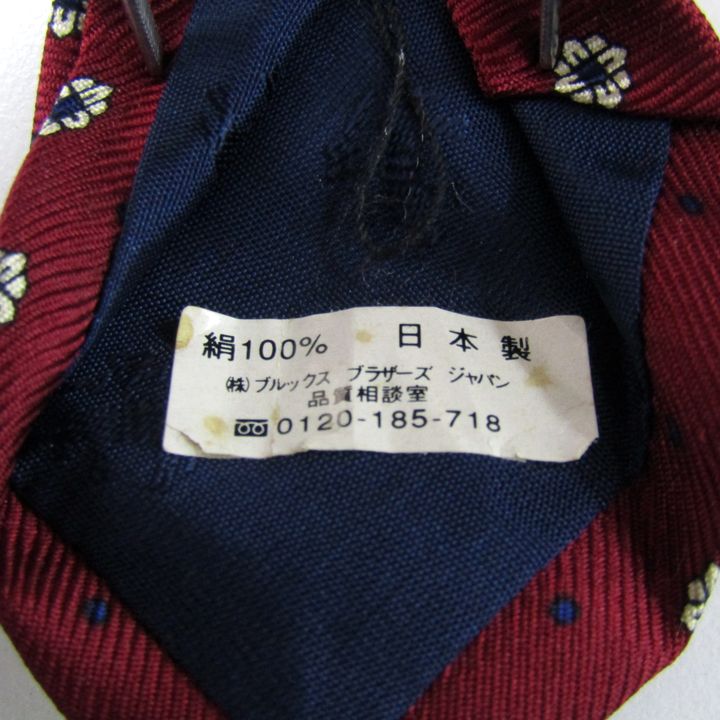 絹100% 日本製
(株) ブルックス ブラザーズ ジャパン
品質相談室
0120-185-718